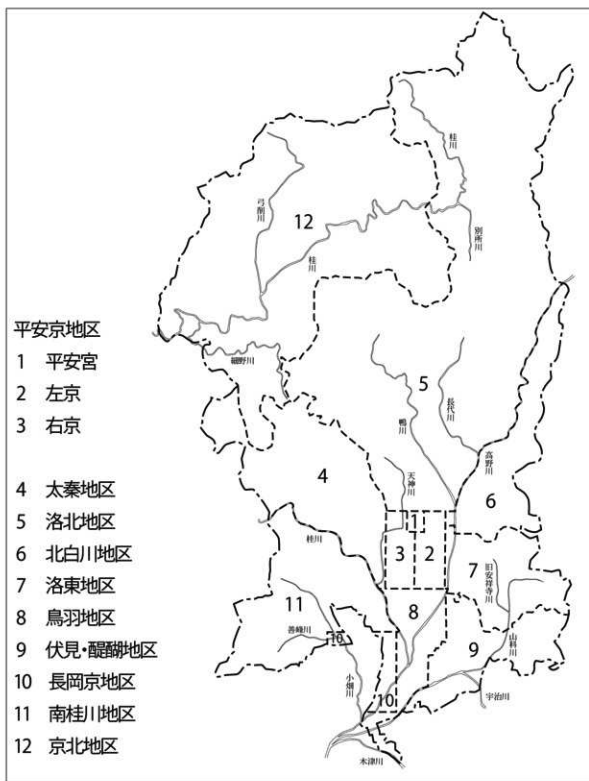 平安京地区
1 平安宮
2 左京
3 右京
4 太秦地区
5 洛北地区
6 北白川地区
7 洛東地区
8 鳥羽地区
9 伏見・醍醐地区
10 長岡京地区
11 南桂川地区
12 京北地区
桂川
弓削川
12
別所川
桂川
細野川
5
長代川
鴨川
高野川
天神川
4
6
1
3
2
桂川
7
旧安祥寺川
11
8
山科川
善峰川
10
9
小畑川
宇治川
10
木津川